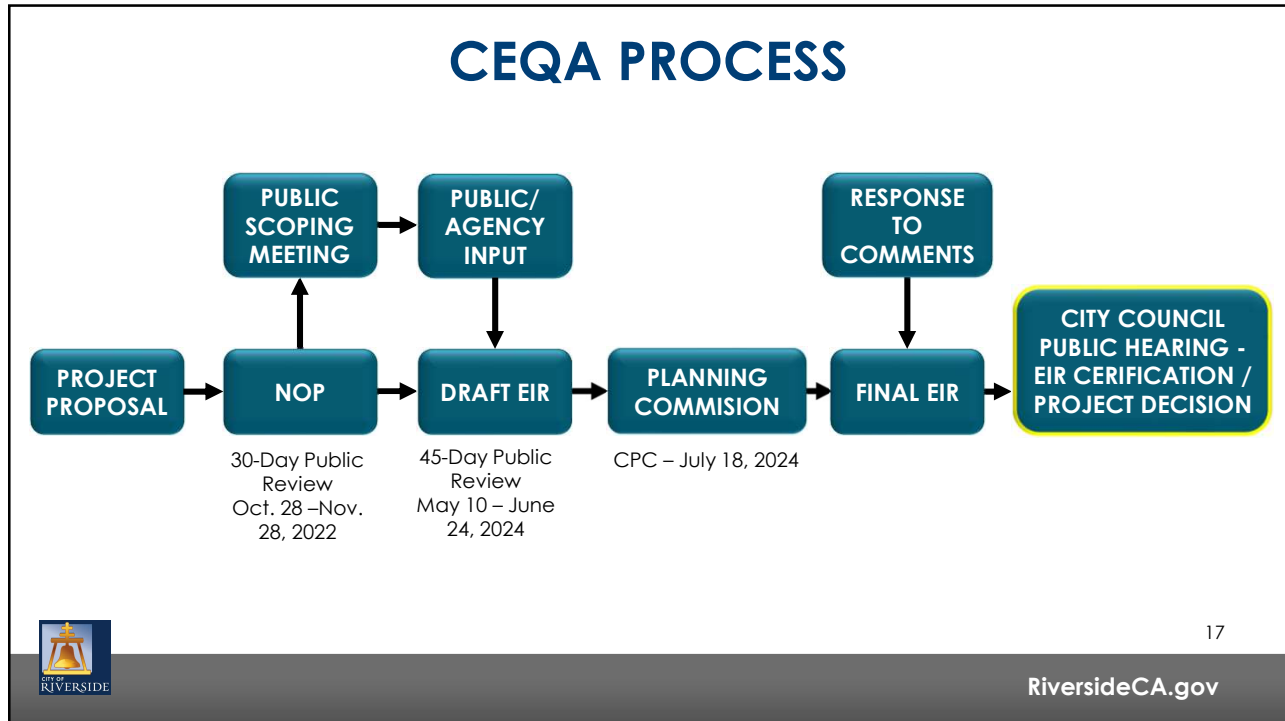 CEQA PROCESS
PUBLIC
SCOPING
MEETING
PUBLIC/
AGENCY
INPUT
RESPONSE
TO
COMMENTS
PROJECT
PROPOSAL
NOP
DRAFT EIR
PLANNING
COMMISION
FINAL EIR
CITY COUNCIL
PUBLIC HEARING -
EIR CERIFICATION /
PROJECT DECISION
30-Day Public
Review
Oct. 28 –Nov.
28, 2022
45-Day Public
Review
May 10 – June
24, 2024
CPC – July 18, 2024
17
CITY OF
RIVERSIDE
RiversideCA.gov